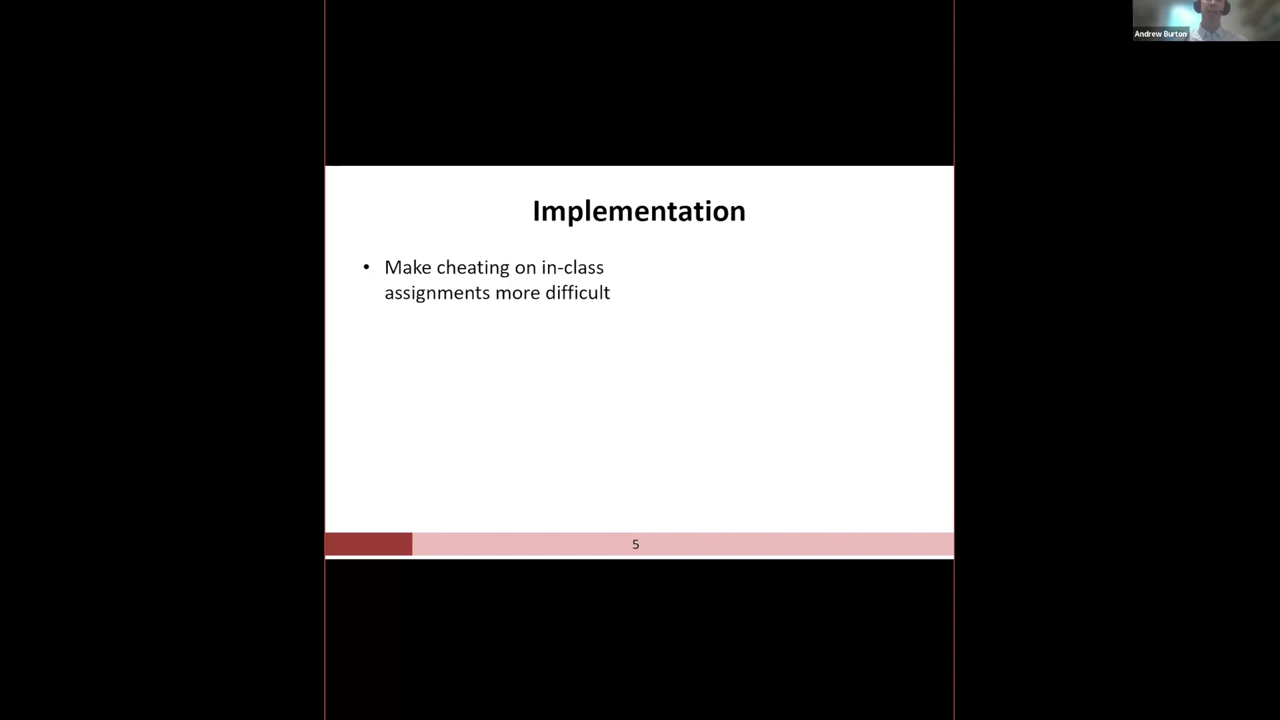 Andrew Burton
Implementation
• Make cheating on in-class
assignments more difficult
5